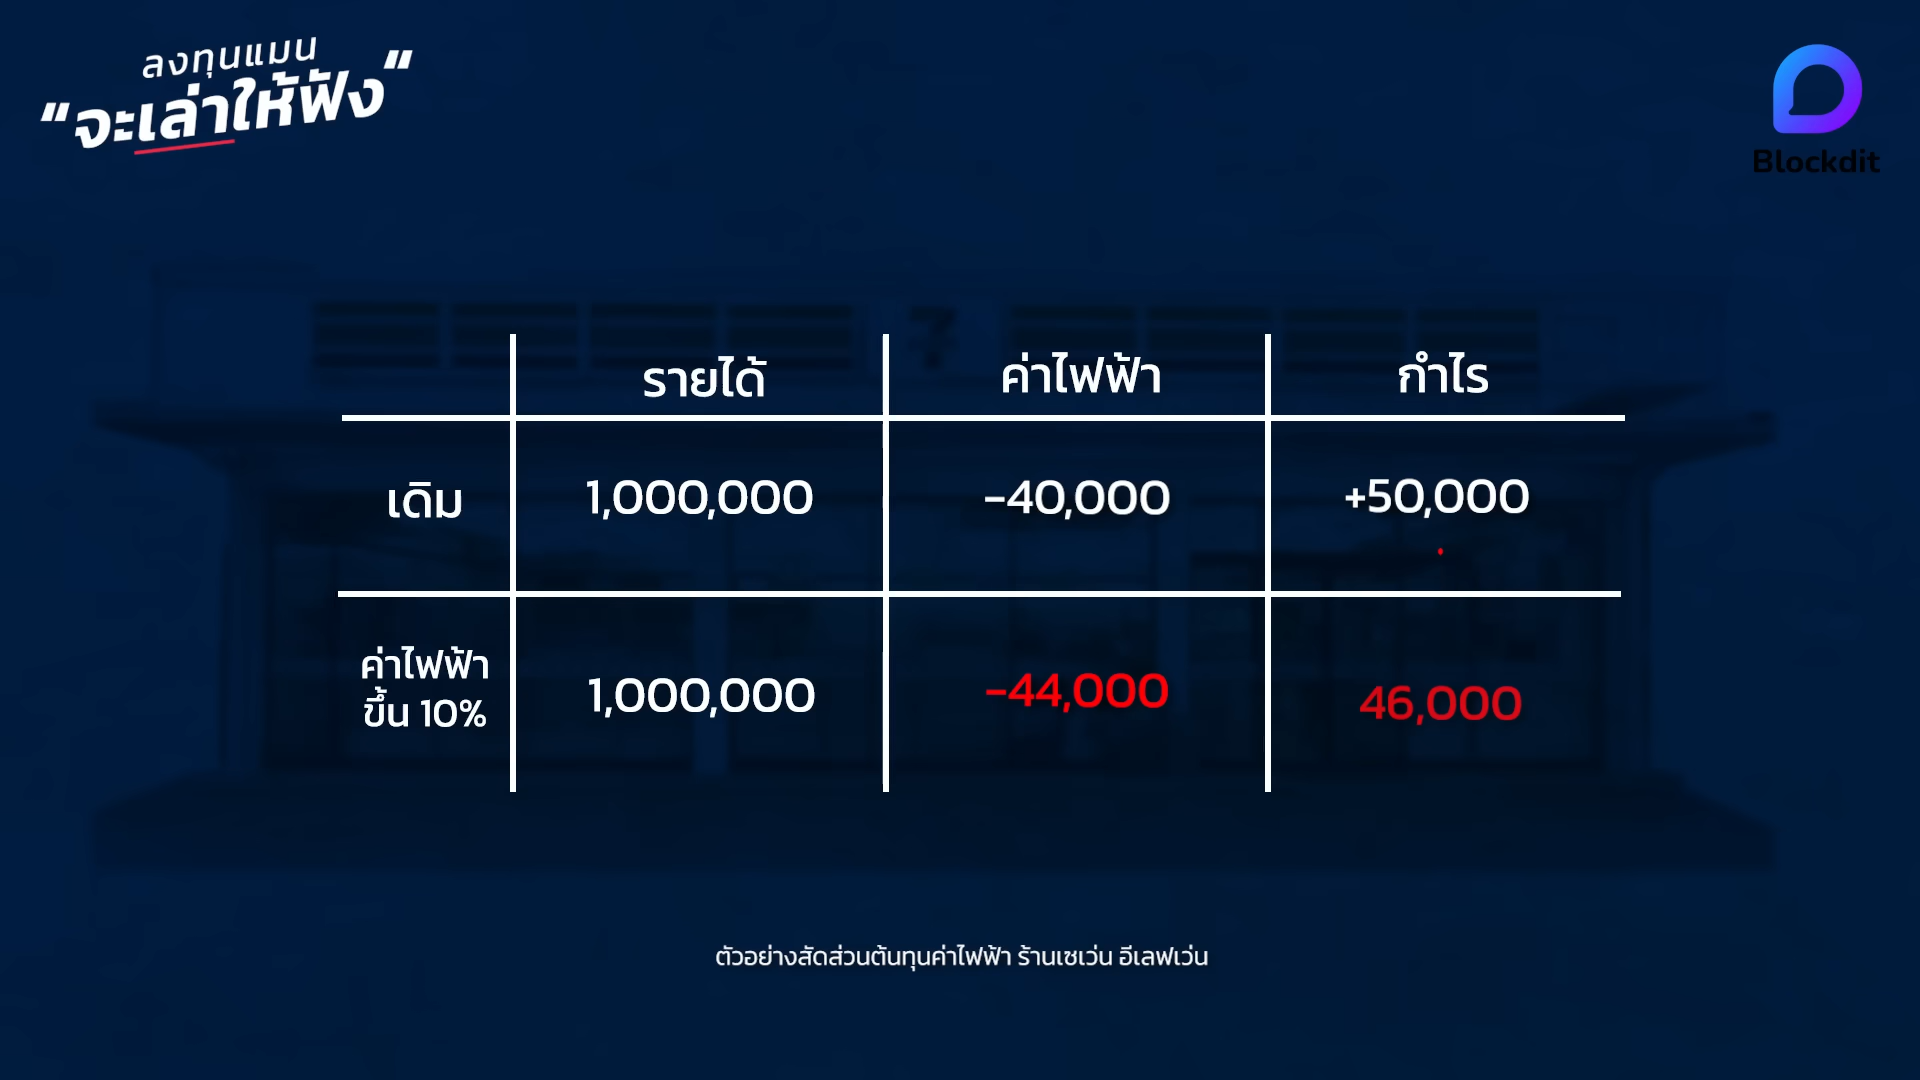 ลงทุนแมน
“จะเล่าให้ฟัง“
Blockdit
รายได้ ค่าไฟฟ้า กำไร
เดิม 1,000,000 -40,000 +50,000
ค่าไฟฟ้า
ขึ้น 10% 1,000,000 -44,000 46,000
ตัวอย่างสัดส่วนต้นทุนค่าไฟฟ้า ร้านเซเว่น อีเลฟเว่น